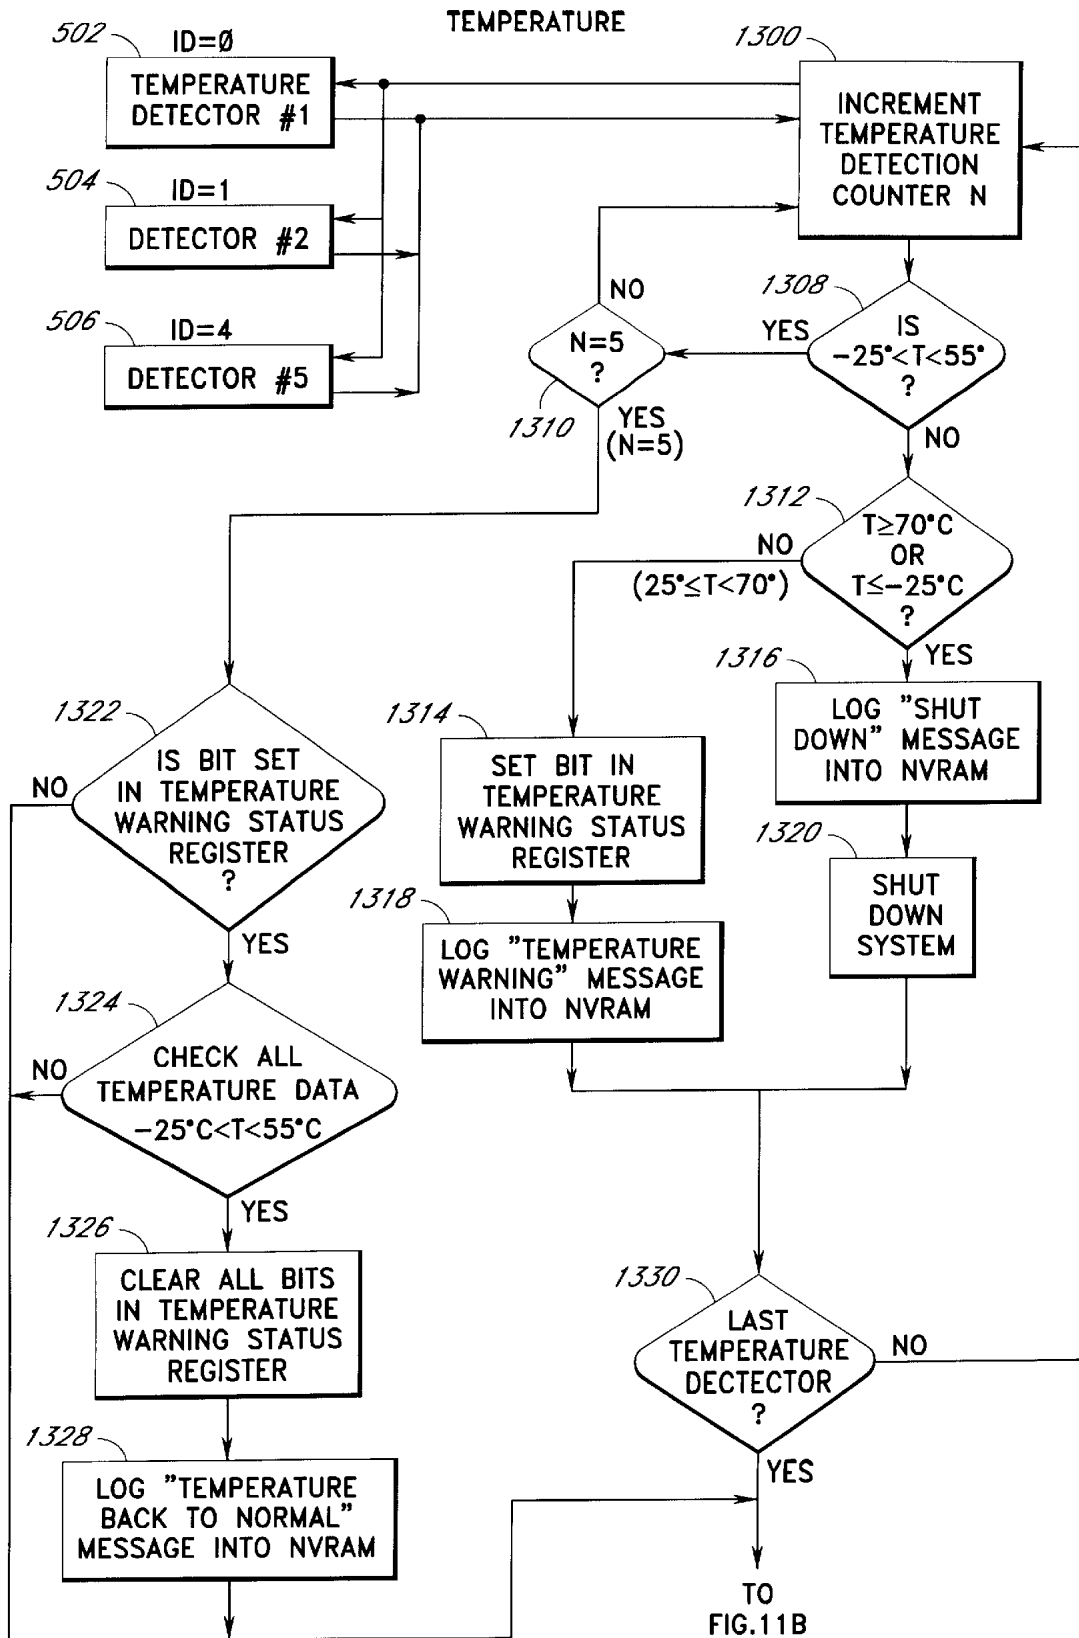 TEMPERATURE
502
ID=Ø
TEMPERATURE
DETECTOR #1
504
ID=1
DETECTOR #2
506
ID=4
DETECTOR #5
1300
INCREMENT
TEMPERATURE
DETECTION
COUNTER N
1308
IS
-25°<T<55°
?
YES
NO
NO
N=5
?
1310
YES
(N=5)
1312
T≥70°C
OR
T≤-25°C
?
NO
(25°≤T<70°)
YES
1316
LOG "SHUT
DOWN" MESSAGE
INTO NVRAM
1314
SET BIT IN
TEMPERATURE
WARNING STATUS
REGISTER
1320
SHUT
DOWN
SYSTEM
1318
LOG "TEMPERATURE
WARNING" MESSAGE
INTO NVRAM
1322
IS BIT SET
IN TEMPERATURE
WARNING STATUS
REGISTER
?
NO
YES
1324
CHECK ALL
TEMPERATURE DATA
-25°C<T<55°C
NO
YES
1326
CLEAR ALL BITS
IN TEMPERATURE
WARNING STATUS
REGISTER
1328
LOG "TEMPERATURE
BACK TO NORMAL"
MESSAGE INTO NVRAM
1330
LAST
TEMPERATURE
DECTECTOR
?
NO
YES
TO
FIG.11B